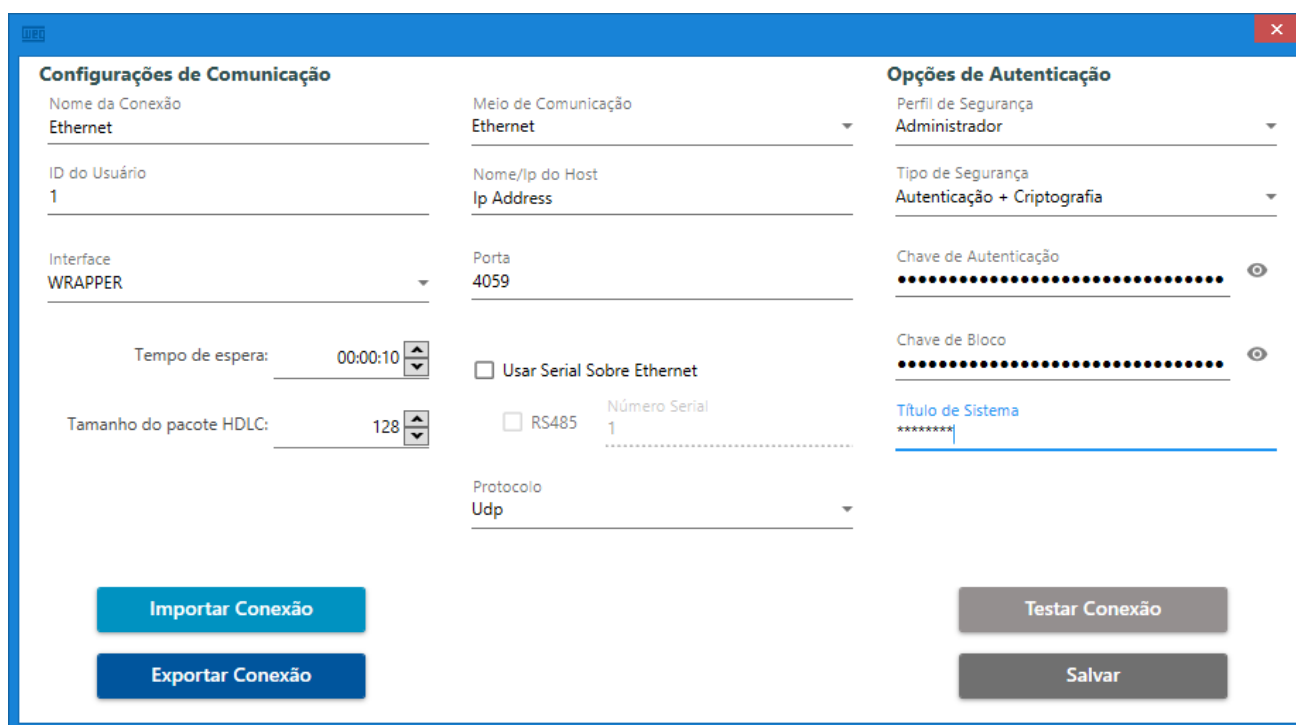 weg
Configurações de Comunicação
Nome da Conexão
Ethernet
ID do Usuário
1
Interface
WRAPPER
Tempo de espera: 00:00:10
Tamanho do pacote HDLC: 128
Meio de Comunicação
Ethernet
Nome/Ip do Host
Ip Address
Porta
4059
Usar Serial Sobre Ethernet
RS485
Número Serial
1
Protocolo
Udp
Opções de Autenticação
Perfil de Segurança
Administrador
Tipo de Segurança
Autenticação + Criptografia
Chave de Autenticação
••••••••••••••••••••••••••••••••
Chave de Bloco
••••••••••••••••••••••••••••••••
Título de Sistema
********
Importar Conexão
Exportar Conexão
Testar Conexão
Salvar